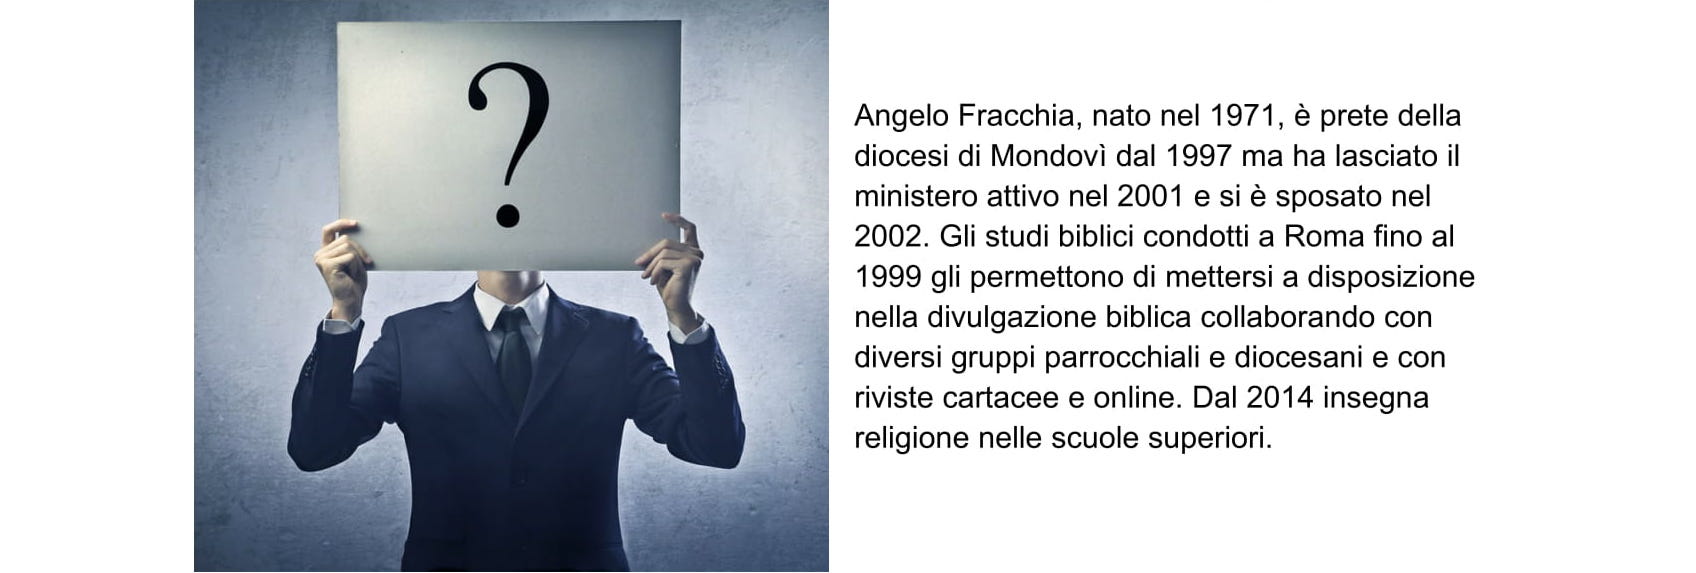 ?
Angelo Fracchia, nato nel 1971, è prete della
diocesi di Mondovì dal 1997 ma ha lasciato il
ministero attivo nel 2001 e si è sposato nel
2002. Gli studi biblici condotti a Roma fino al
1999 gli permettono di mettersi a disposizione
nella divulgazione biblica collaborando con
diversi gruppi parrocchiali e diocesani e con
riviste cartacee e online. Dal 2014 insegna
religione nelle scuole superiori.